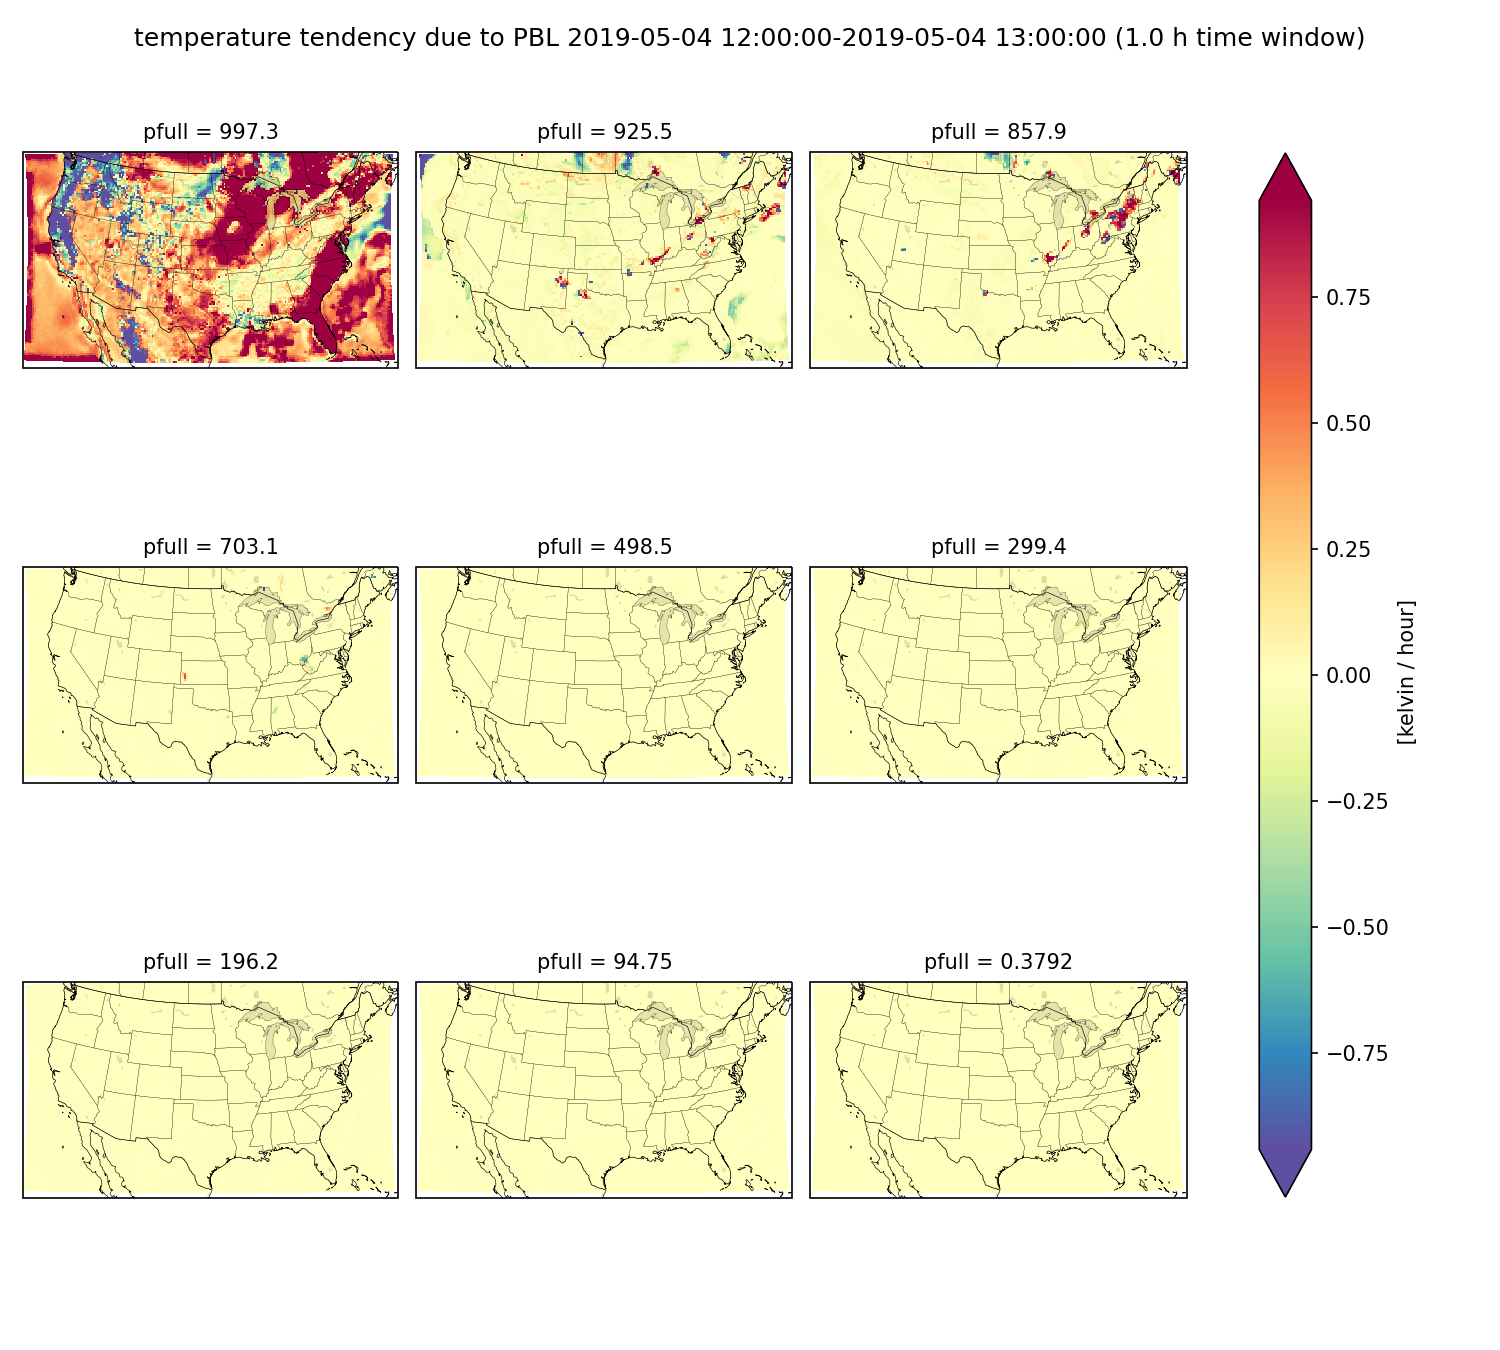 temperature tendency due to PBL 2019-05-04 12:00:00-2019-05-04 13:00:00 (1.0 h time window)
pfull = 997.3
pfull = 925.5
pfull = 857.9
pfull = 703.1
pfull = 498.5
pfull = 299.4
pfull = 196.2
pfull = 94.75
pfull = 0.3792
0.75
0.50
0.25
0.00
−0.25
−0.50
−0.75
[kelvin / hour]